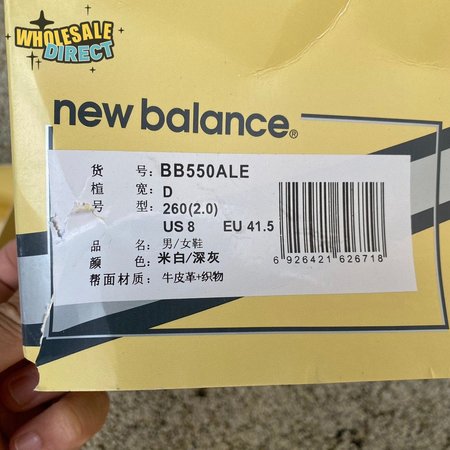 WHOLESALE
DIRECT
new balance®
货 号: BB550ALE
楦 宽: D
号 型: 260(2.0)
US 8 EU 41.5
品 名: 男/女鞋
颜 色: 米白/深灰
帮面材质: 牛皮革+织物
6 926421 626718